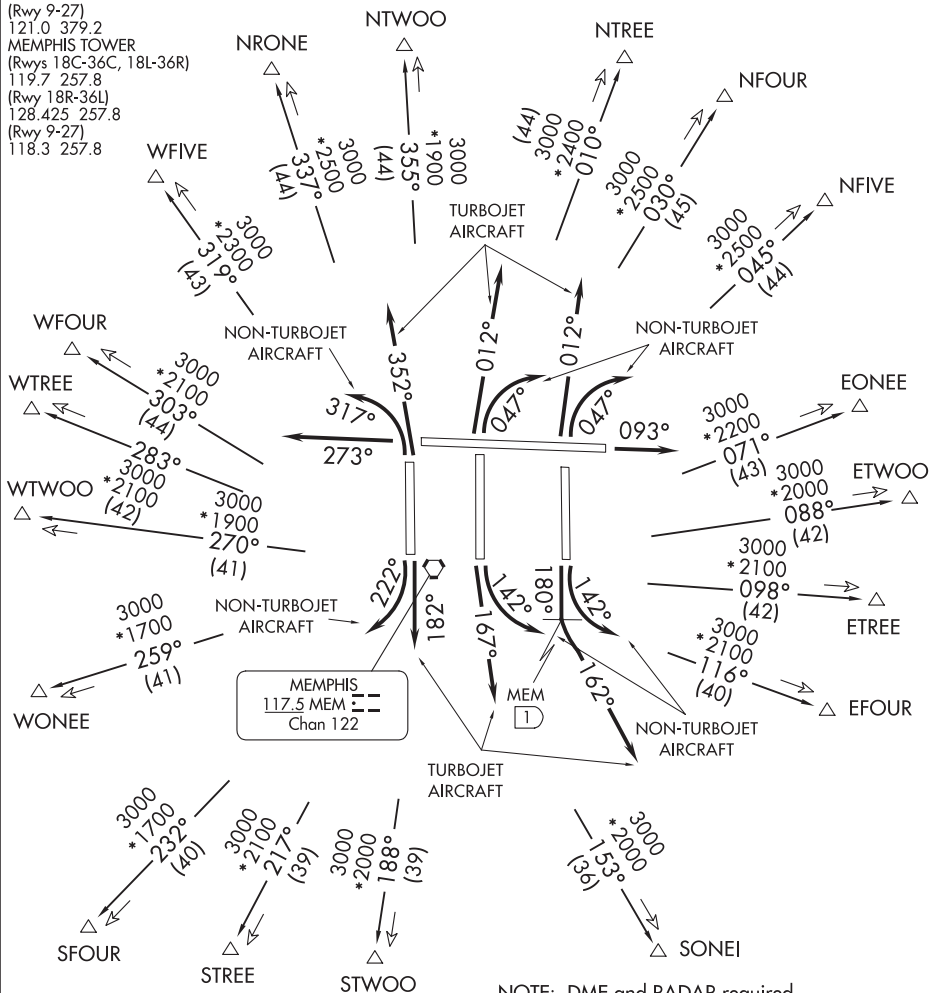 (Rwy 9-27)
121.0 379.2
MEMPHIS TOWER
(Rwys 18C-36C, 18L-36R)
119.7 257.8
(Rwy 18R-36L)
128.425 257.8
(Rwy 9-27)
118.3 257.8
NRONE
3000
*2500
337°
(44)
NTWOO
3000
*1900
355°
(44)
NTREE
(44)
3000
*2400
010°
NFOUR
3000
*2500
030°
(45)
WFIVE
3000
*2300
319°
(43)
TURBOJET
AIRCRAFT
NFIVE
3000
*2500
045°
(44)
WFOUR
3000
*2100
303°
(44)
NON-TURBOJET
AIRCRAFT
317°
352°
012°
047°
012°
047°
NON-TURBOJET
AIRCRAFT
WTREE
283°
3000
*2100
(42)
273°
093°
EONEE
3000
*2200
071°
(43)
WTWOO
3000
*1900
270°
(41)
ETWOO
3000
*2000
088°
(42)
WONEE
3000
*1700
259°
(41)
NON-TURBOJET
AIRCRAFT
222°
182°
167°
142°
180°
142°
162°
ETREE
3000
*2100
098°
(42)
EFOUR
3000
*2100
116°
(40)
MEMPHIS
117.5 MEM
Chan 122
MEM
1
NON-TURBOJET
AIRCRAFT
TURBOJET
AIRCRAFT
SFOUR
3000
*1700
232°
(40)
STREE
3000
*2100
217°
(39)
STWOO
3000
*2000
188°
(39)
SONEI
3000
*2000
153°
(36)
NOTE: DME and RADAR required